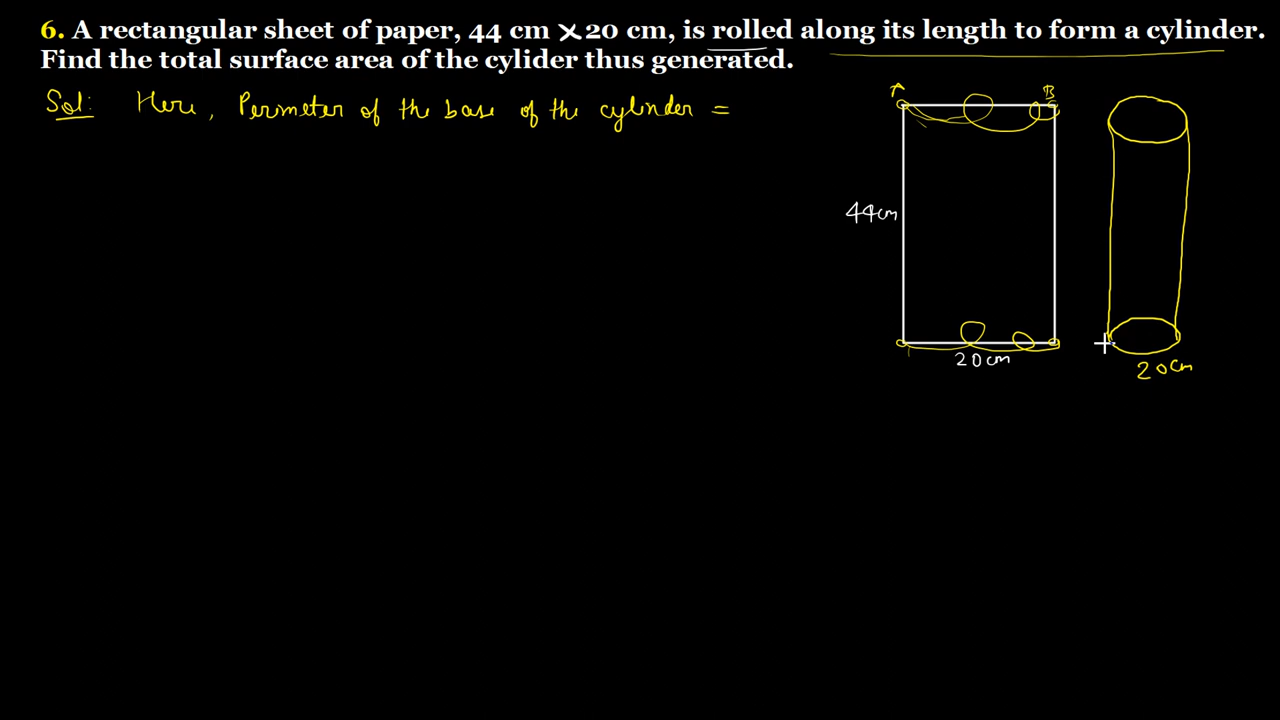 6. A rectangular sheet of paper, 44 cm ×20 cm, is rolled along its length to form a cylinder.
Find the total surface area of the cylider thus generated.
Sol: Here, Perimeter of the base of the cylinder =
A B
44cm
20cm
20cm